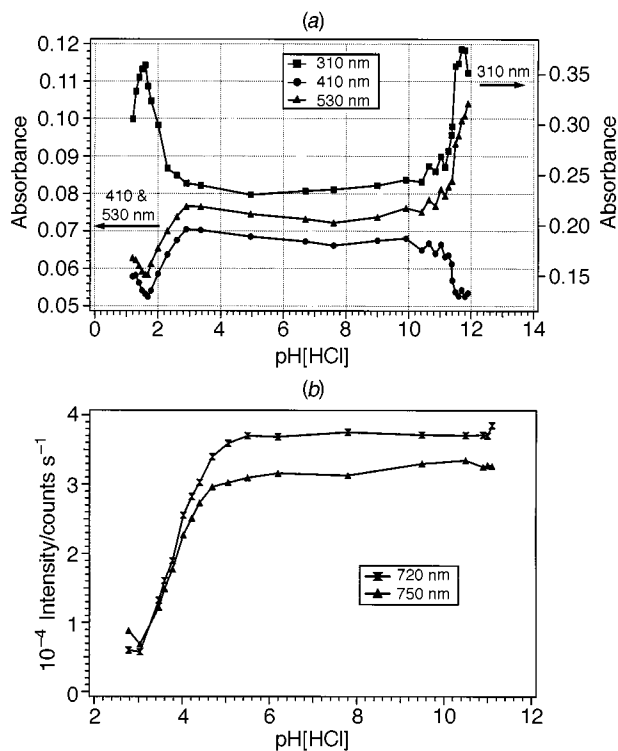 (a)
0.12
0.11
0.10
0.09
0.08
0.07
0.06
0.05
Absorbance
310 nm
410 nm
530 nm
310 nm
410 &
530 nm
0.35
0.30
0.25
0.20
0.15
Absorbance
0 2 4 6 8 10 12 14
pH[HCl]
(b)
4
3
2
1
0
10⁻⁴ Intensity/counts s⁻¹
720 nm
750 nm
2 4 6 8 10 12
pH[HCl]